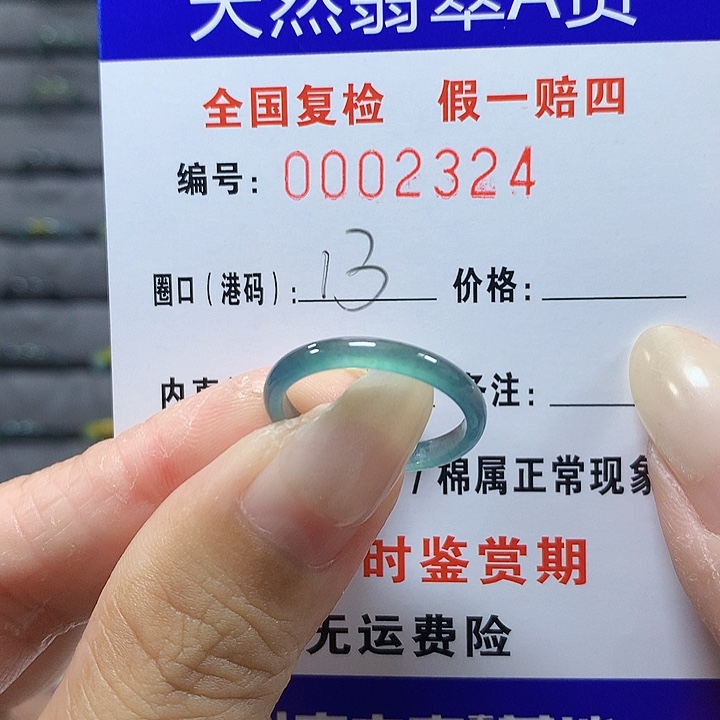 天然翡翠A货
全国复检 假一赔四
编号: 0002324
圈口(港码): 13 价格:
注:
/棉属正常现象
时鉴赏期
无运费险